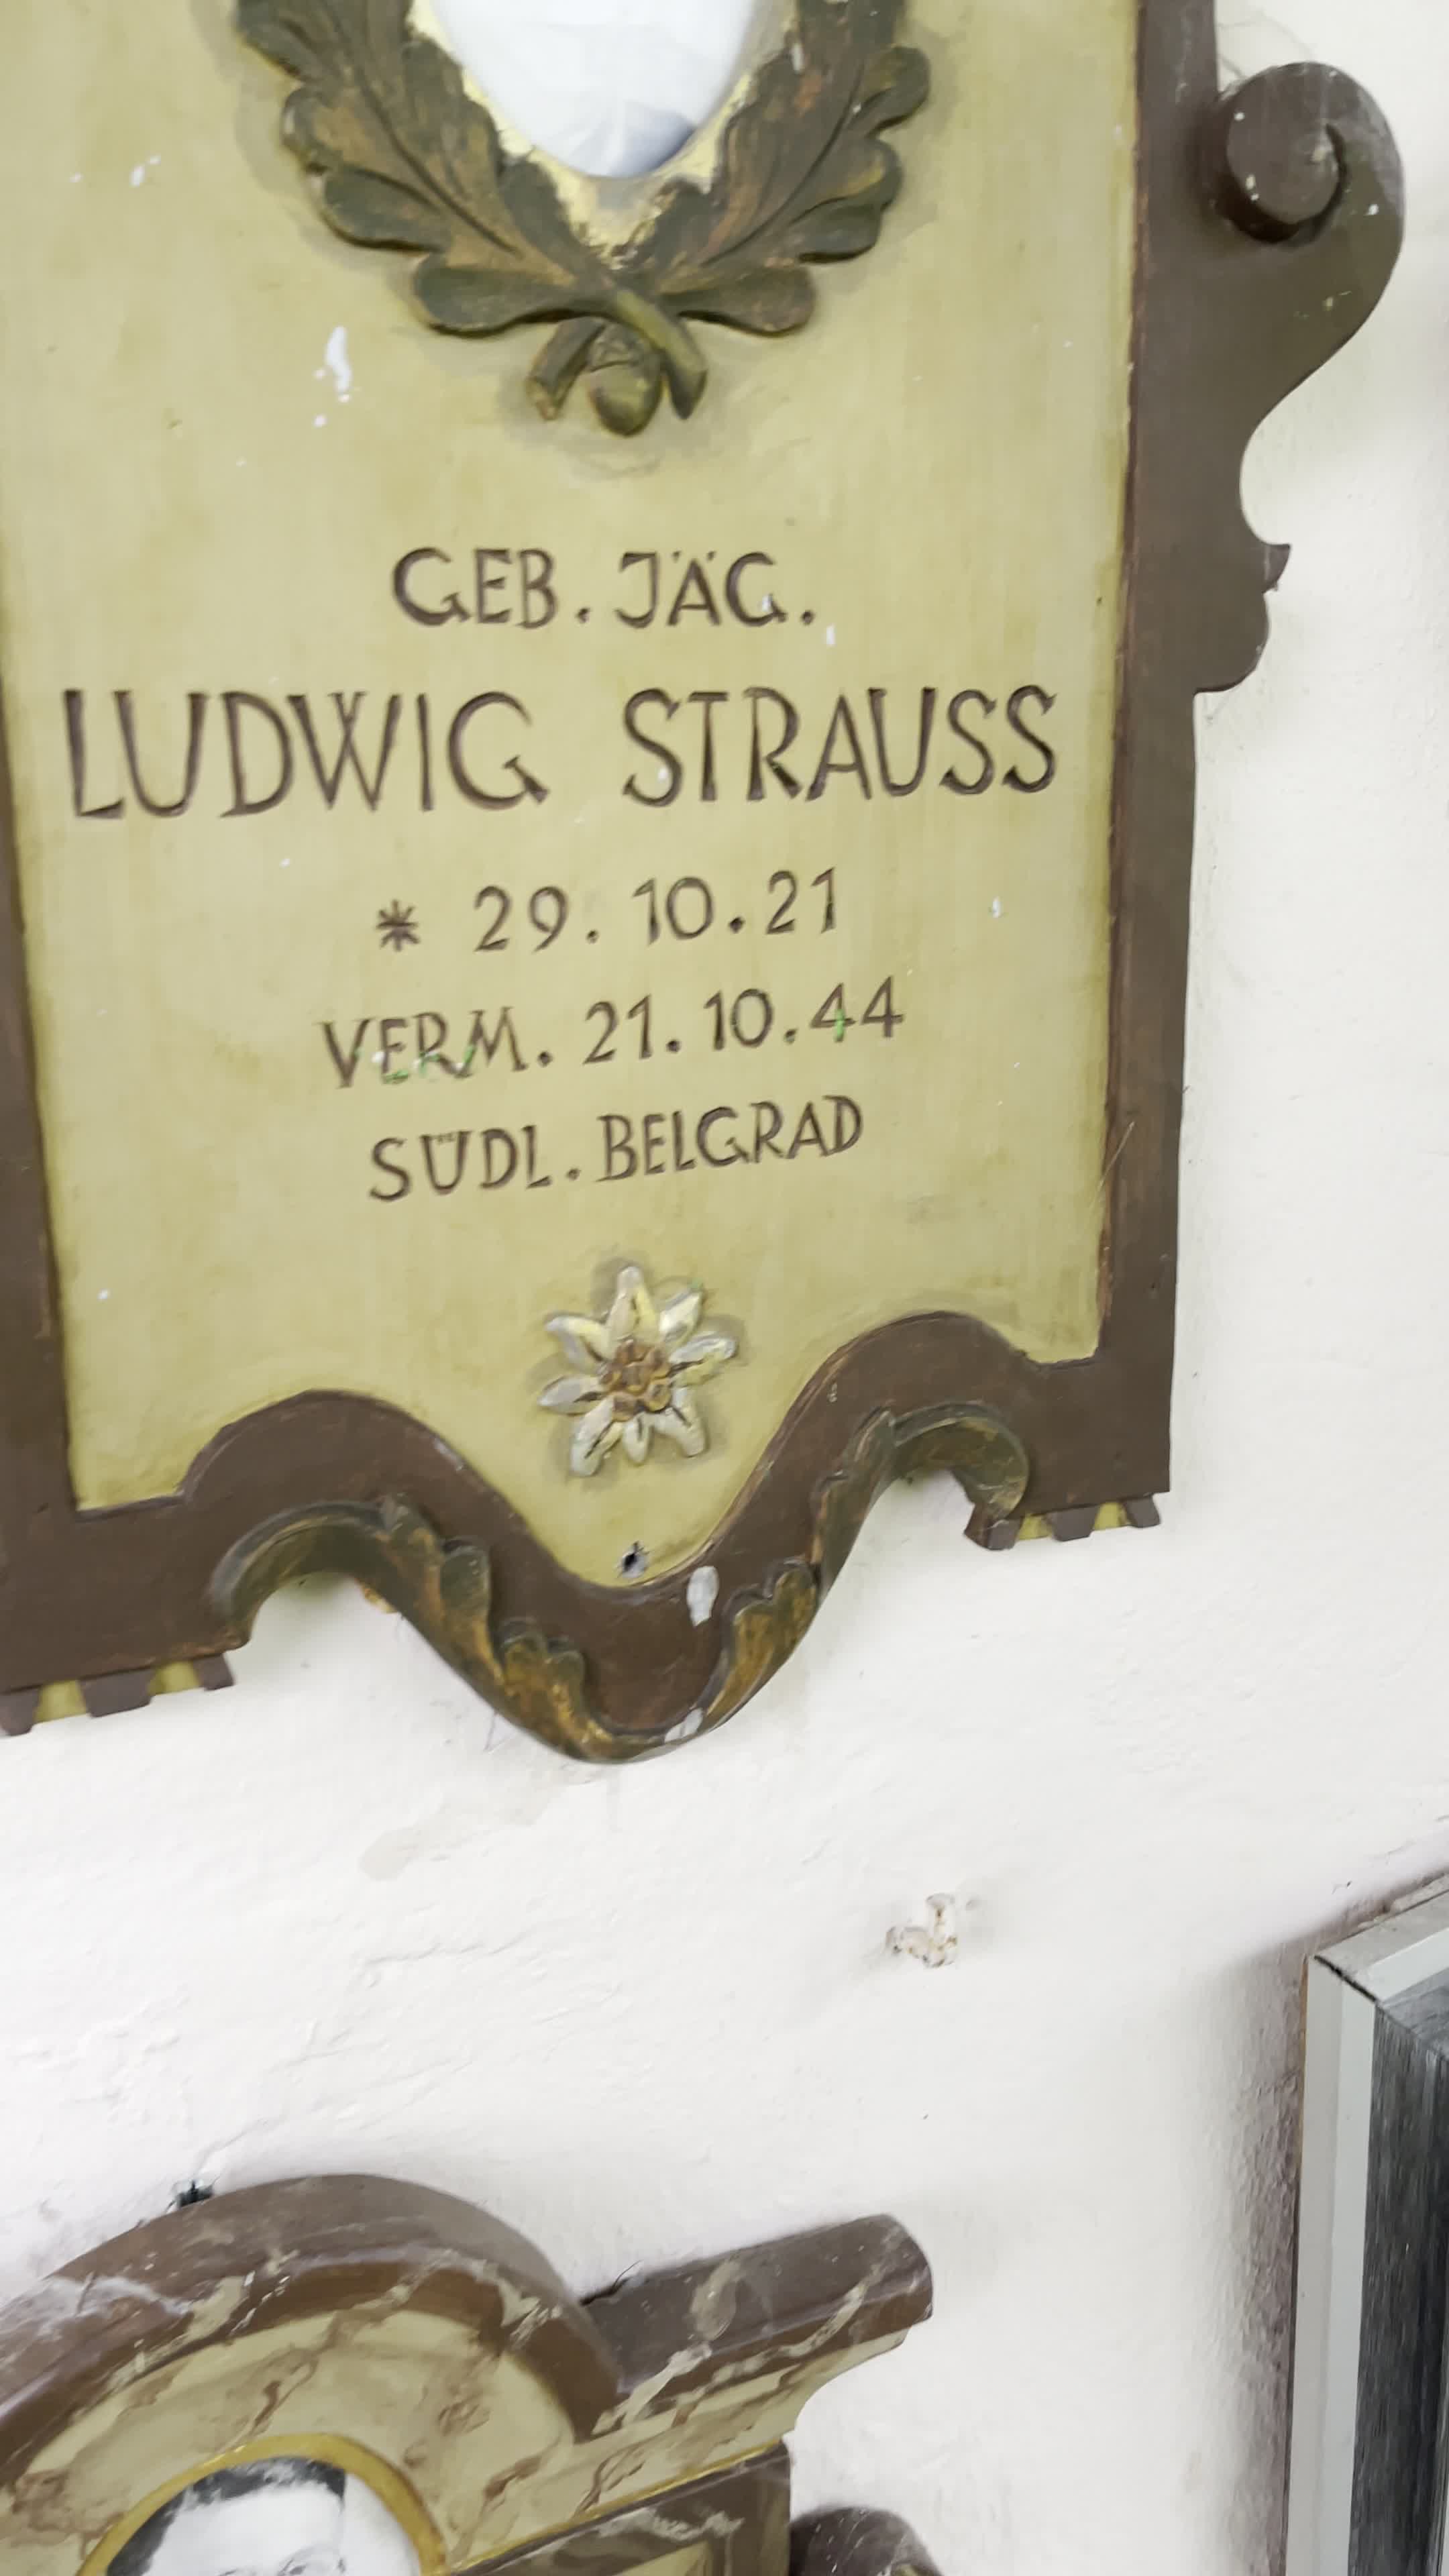 GEB. JÄG.
LUDWIG STRAUSS
* 29.10.21
VERM. 21.10.44
SÜDL. BELGRAD